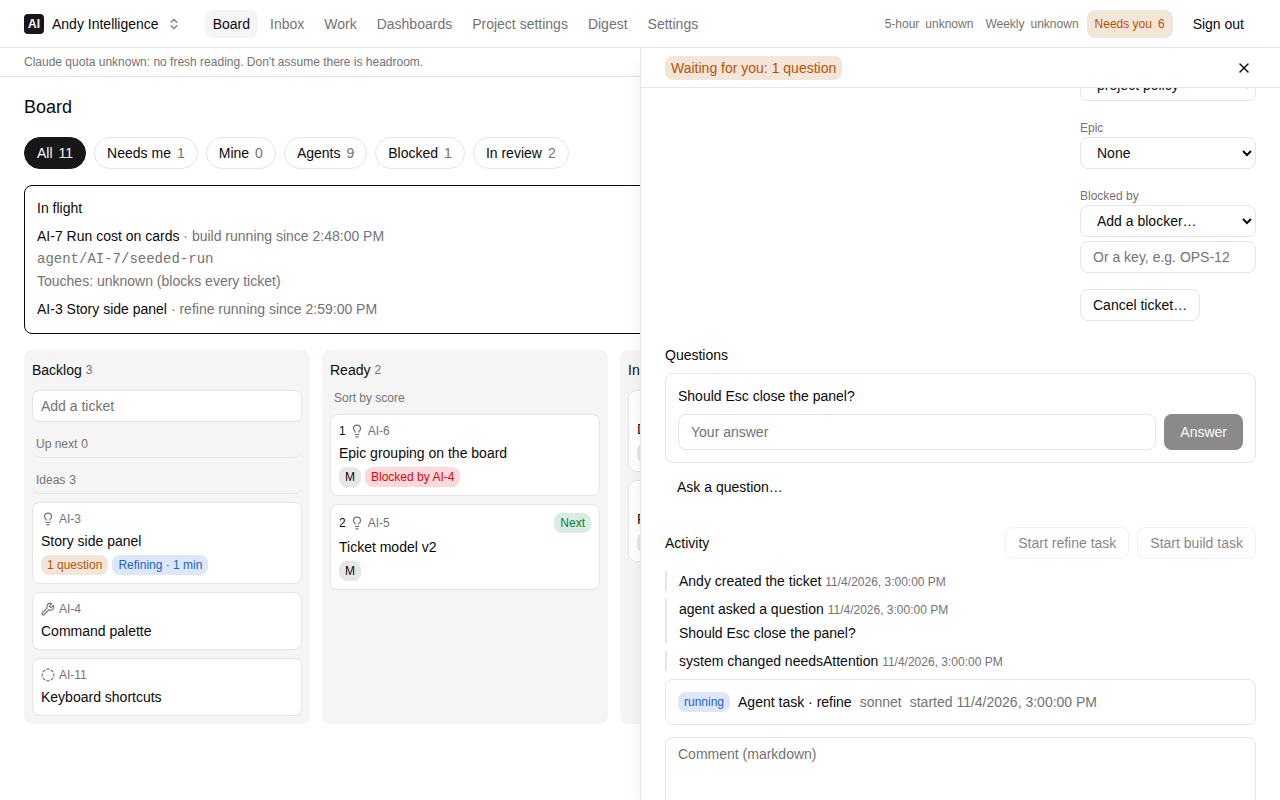 AI Andy Intelligence Board Inbox Work Dashboards Project settings Digest Settings 5-hour unknown Weekly unknown Needs you 6 Sign out
Claude quota unknown: no fresh reading. Don't assume there is headroom.
Waiting for you: 1 question
Board
All 11 Needs me 1 Mine 0 Agents 9 Blocked 1 In review 2
In flight
AI-7 Run cost on cards · build running since 2:48:00 PM
agent/AI-7/seeded-run
Touches: unknown (blocks every ticket)
AI-3 Story side panel · refine running since 2:59:00 PM
Backlog 3
Add a ticket
Up next 0
Ideas 3
AI-3
Story side panel
1 question Refining · 1 min
AI-4
Command palette
AI-11
Keyboard shortcuts
Ready 2
Sort by score
1 AI-6
Epic grouping on the board
M Blocked by AI-4
2 AI-5 Next
Ticket model v2
M
In
project policy
Epic
None
Blocked by
Add a blocker…
Or a key, e.g. OPS-12
Cancel ticket…
Questions
Should Esc close the panel?
Your answer Answer
Ask a question…
Activity Start refine task Start build task
Andy created the ticket 11/4/2026, 3:00:00 PM
agent asked a question 11/4/2026, 3:00:00 PM
Should Esc close the panel?
system changed needsAttention 11/4/2026, 3:00:00 PM
running Agent task · refine sonnet started 11/4/2026, 3:00:00 PM
Comment (markdown)